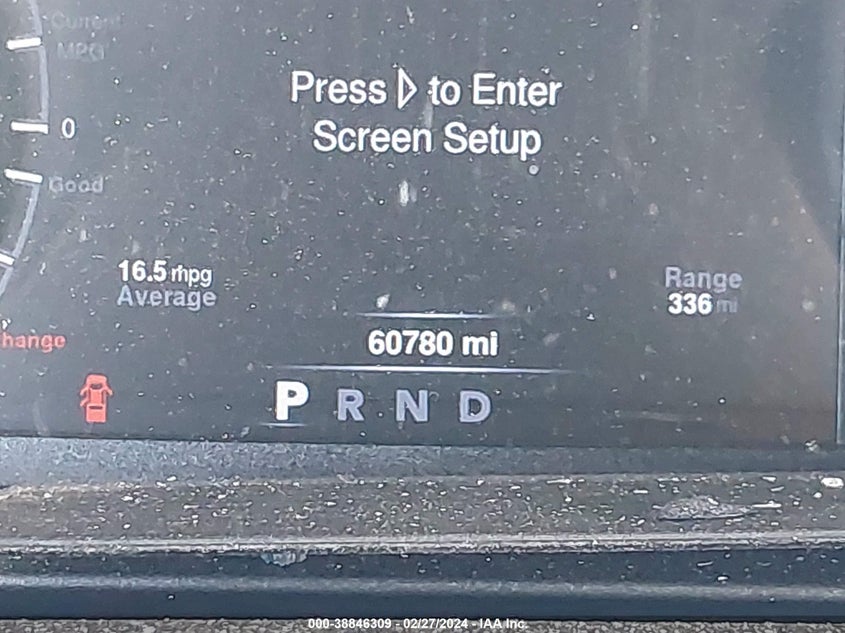 Current
MPG
Press ▷ to Enter
Screen Setup
0
Good
16.5 mpg
Average
Range
336 mi
60780 mi
hange
P R N D
000-38846309 - 02/27/2024 - IAA Inc.